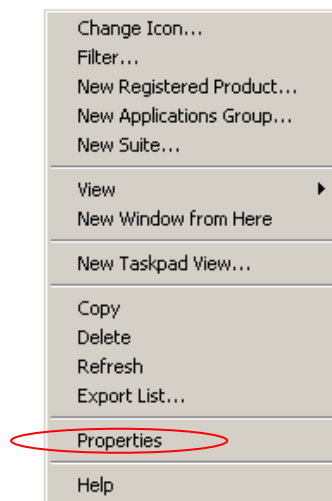 Change Icon...
Filter...
New Registered Product...
New Applications Group...
New Suite...
View
New Window from Here
New Taskpad View...
Copy
Delete
Refresh
Export List...
Properties
Help